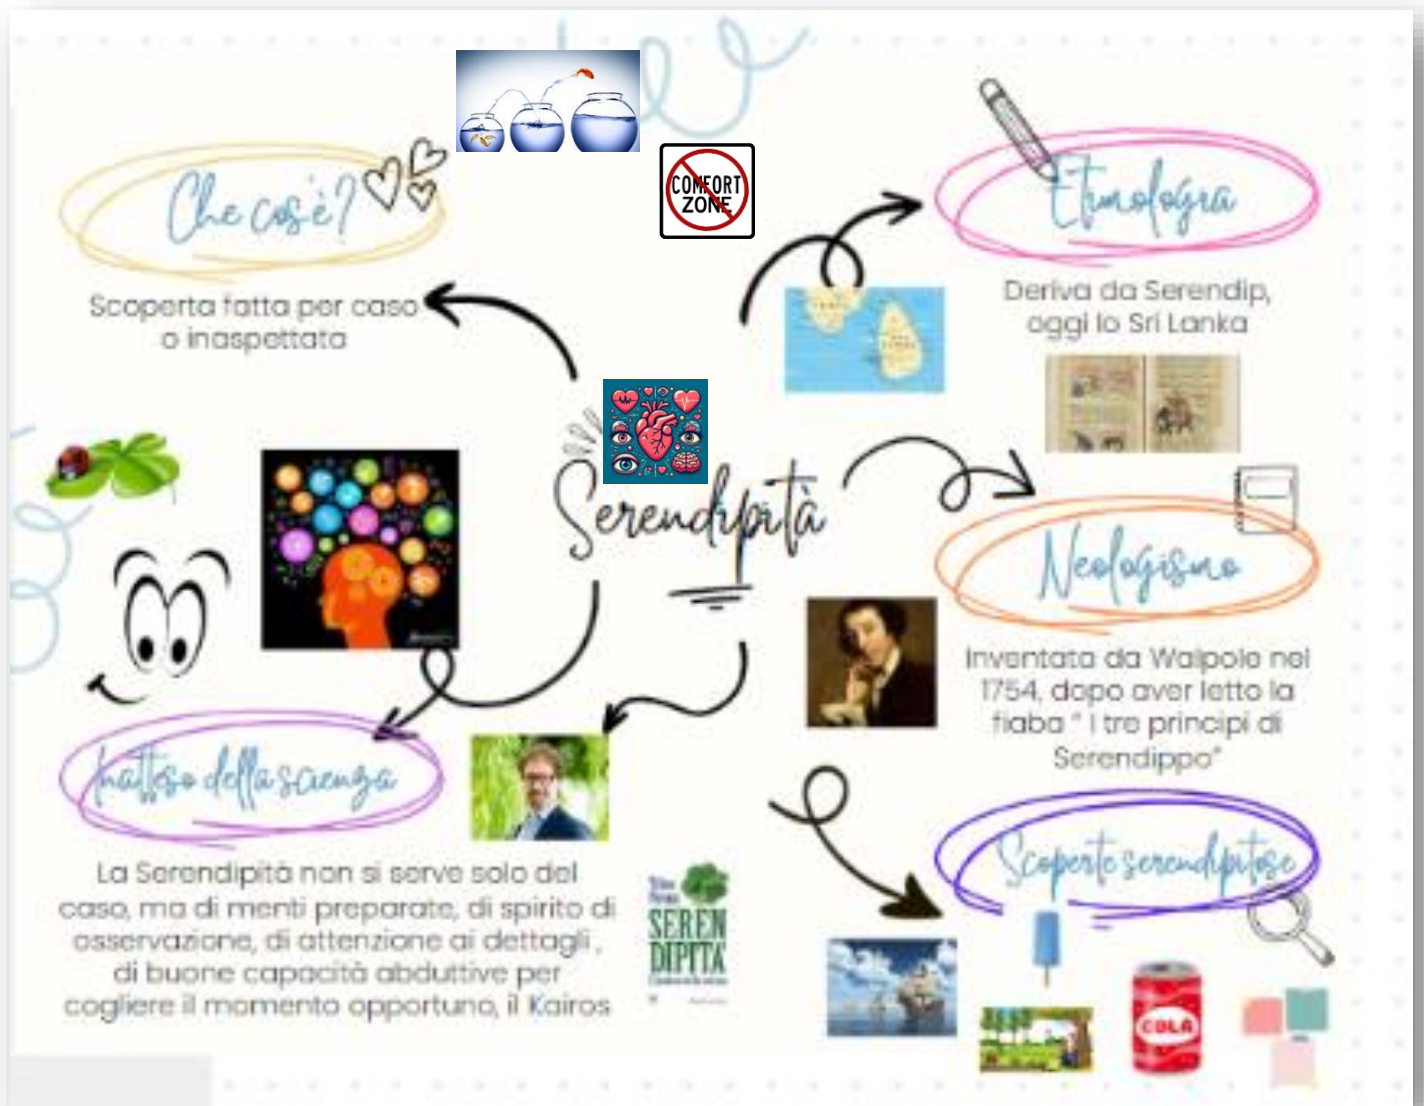 COMFORT
ZONE
Che cos'è?
Scoperta fatta per caso
o inaspettata
Etimologia
Deriva da Serendip,
oggi lo Sri Lanka
Serendipità
Neologismo
Inventata da Walpole nel
1754, dopo aver letto la
fiaba " I tre principi di
Serendippo"
Inatteso della scienza
La Serendipità non si serve solo del
caso, ma di menti preparate, di spirito di
osservazione, di attenzione ai dettagli ,
di buone capacità abduttive per
cogliere il momento opportuno, il Kairos
SEREN
DIPITÀ
Scoperte serendipitose
COLA